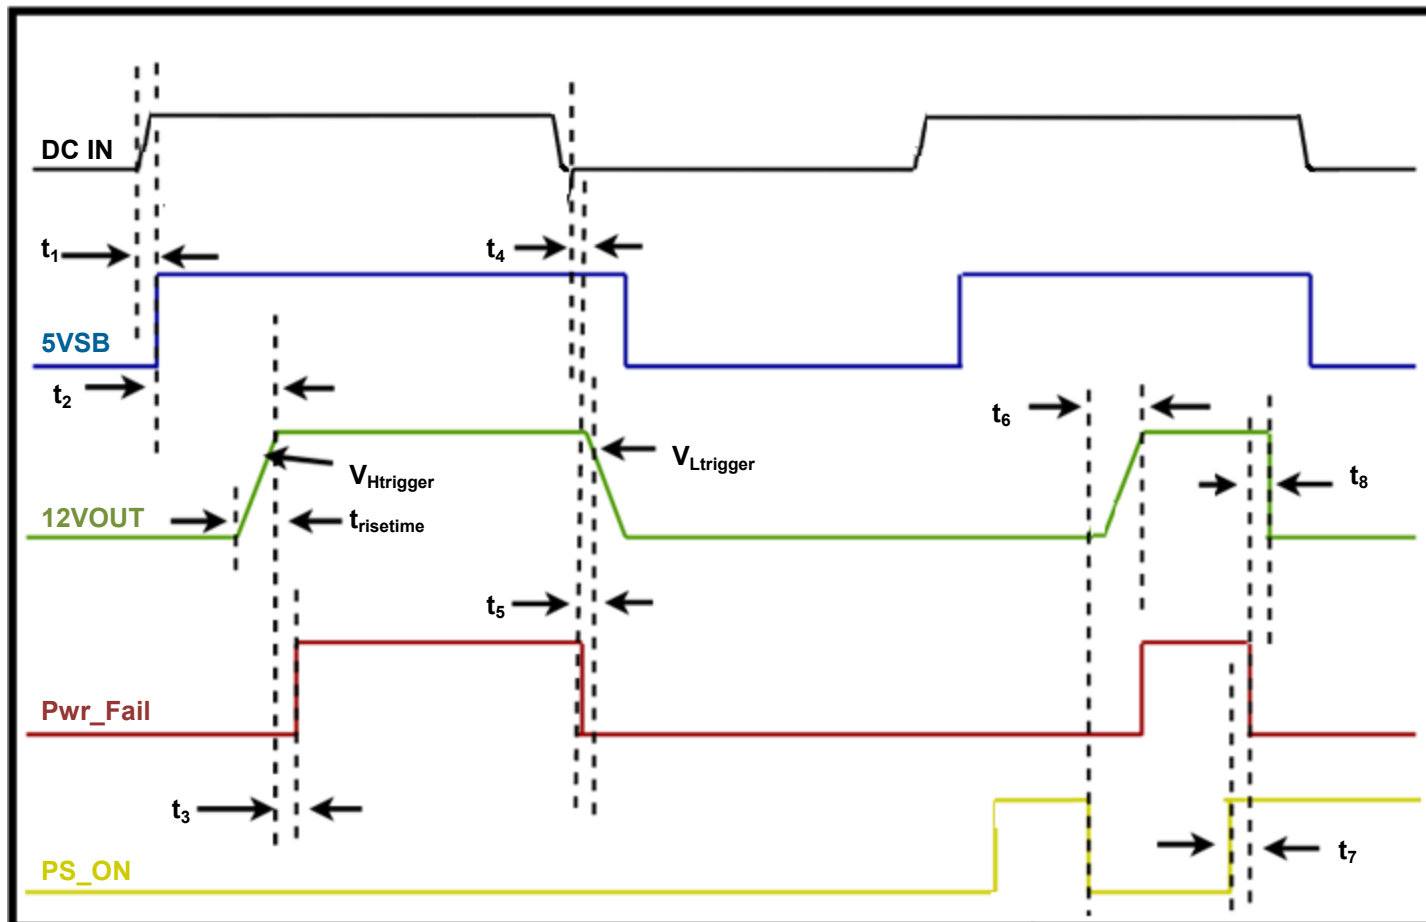 DC IN
t1
t4
5VSB
t2
t6
VHtrigger
VLtrigger
t8
12VOUT
trisetime
t5
Pwr_Fail
t3
t7
PS_ON